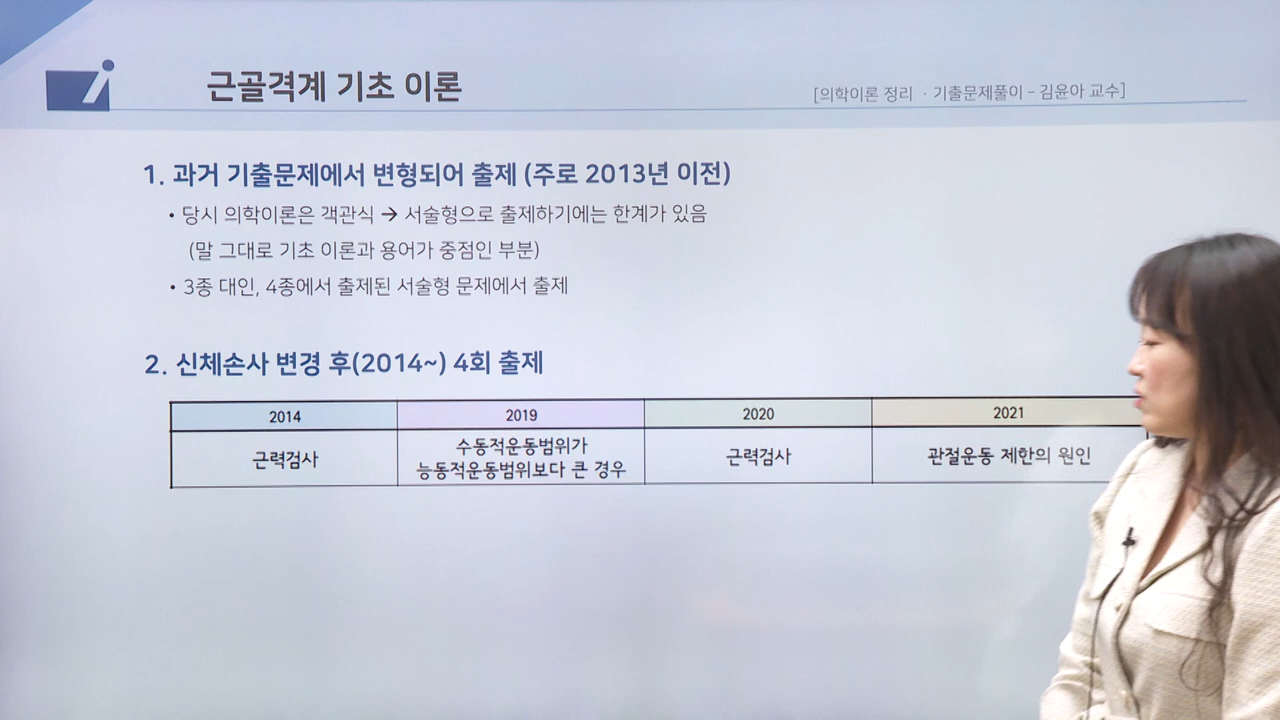 근골격계 기초 이론
[의학이론 정리 · 기출문제풀이 - 김윤아 교수]
1. 과거 기출문제에서 변형되어 출제 (주로 2013년 이전)
• 당시 의학이론은 객관식 → 서술형으로 출제하기에는 한계가 있음
(말 그대로 기초 이론과 용어가 중점인 부분)
• 3종 대인, 4종에서 출제된 서술형 문제에서 출제
2. 신체손사 변경 후(2014~) 4회 출제
2014 2019 2020 2021
근력검사
수동적운동범위가
능동적운동범위보다 큰 경우
근력검사
관절운동 제한의 원인